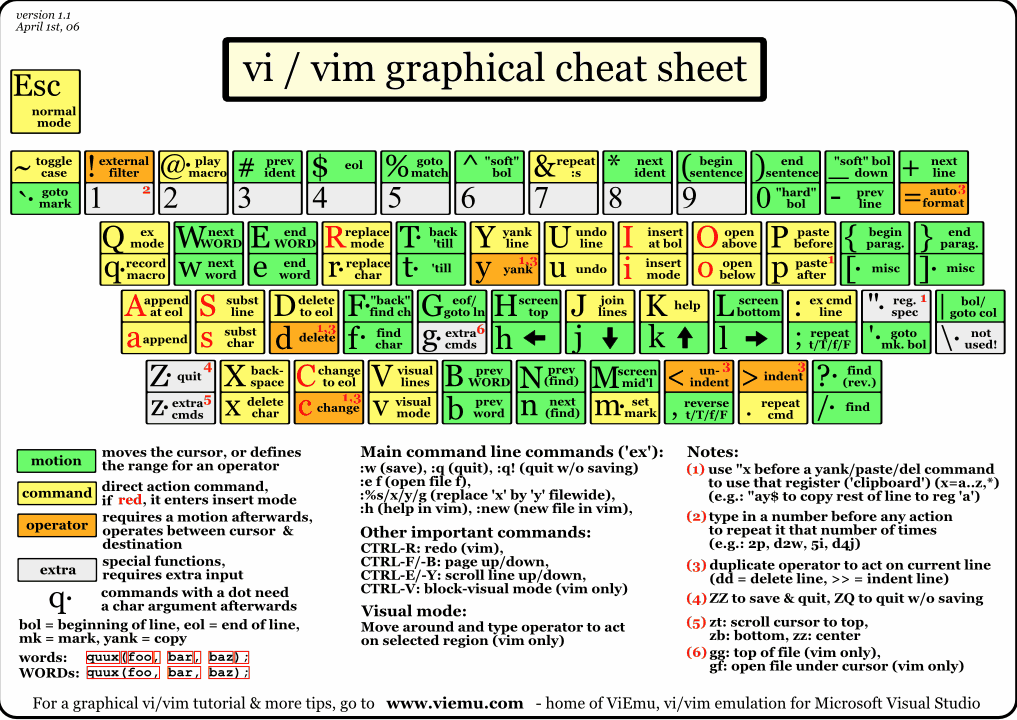 version 1.1
April 1st, 06
vi / vim graphical cheat sheet
Esc
normal
mode
~ toggle
case
! external
filter
@· play
macro
# prev
ident
$ eol
% goto
match
^ "soft"
bol
& repeat
:s
* next
ident
( begin
sentence
) end
sentence
_ "soft" bol
down
+ next
line
`· goto
mark
1 2
2
3
4
5
6
7
8
9
0 "hard"
bol
- prev
line
= auto 3
format
Q ex
mode
W next
WORD
E end
WORD
R replace
mode
T· back
'till
Y yank
line
U undo
line
I insert
at bol
O open
above
P paste
before
{ begin
parag.
} end
parag.
q· record
macro
w next
word
e end
word
r· replace
char
t· 'till
y yank 1,3
u undo
i insert
mode
o open
below
p paste 1
after
[· misc
]· misc
A append
at eol
S subst
line
D delete
to eol
F· "back"
find ch
G eof/
goto ln
H screen
top
J join
lines
K help
L screen
bottom
: ex cmd
line
"· reg. 1
spec
| bol/
goto col
a append
s subst
char
d delete 1,3
f· find
char
g· extra 6
cmds
h
j
k
l
; repeat
t/T/f/F
'· goto
mk. bol
\· not
used!
Z· quit 4
X back-
space
C change
to eol
V visual
lines
B prev
WORD
N prev
(find)
M screen
mid'l
< un- 3
indent
> indent 3
?· find
(rev.)
z· extra 5
cmds
x delete
char
c change 1,3
v visual
mode
b prev
word
n next
(find)
m· set
mark
, reverse
t/T/f/F
. repeat
cmd
/· find
motion moves the cursor, or defines
the range for an operator
command direct action command,
if red, it enters insert mode
operator requires a motion afterwards,
operates between cursor &
destination
extra special functions,
requires extra input
q· commands with a dot need
a char argument afterwards
bol = beginning of line, eol = end of line,
mk = mark, yank = copy
words: quux(foo, bar, baz);
WORDs: quux(foo, bar, baz);
Main command line commands ('ex'):
:w (save), :q (quit), :q! (quit w/o saving)
:e f (open file f),
:%s/x/y/g (replace 'x' by 'y' filewide),
:h (help in vim), :new (new file in vim),
Other important commands:
CTRL-R: redo (vim),
CTRL-F/-B: page up/down,
CTRL-E/-Y: scroll line up/down,
CTRL-V: block-visual mode (vim only)
Visual mode:
Move around and type operator to act
on selected region (vim only)
Notes:
(1) use "x before a yank/paste/del command
to use that register ('clipboard') (x=a..z,*)
(e.g.: "ay$ to copy rest of line to reg 'a')
(2) type in a number before any action
to repeat it that number of times
(e.g.: 2p, d2w, 5i, d4j)
(3) duplicate operator to act on current line
(dd = delete line, >> = indent line)
(4) ZZ to save & quit, ZQ to quit w/o saving
(5) zt: scroll cursor to top,
zb: bottom, zz: center
(6) gg: top of file (vim only),
gf: open file under cursor (vim only)
For a graphical vi/vim tutorial & more tips, go to www.viemu.com - home of ViEmu, vi/vim emulation for Microsoft Visual Studio